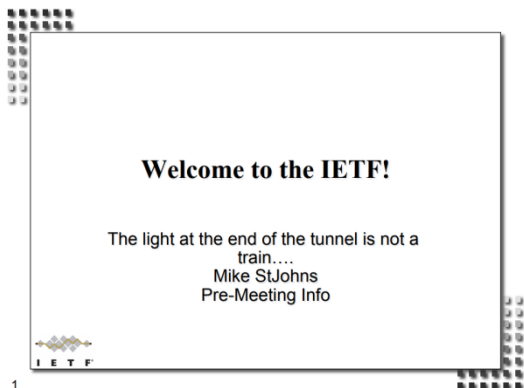 Welcome to the IETF!
The light at the end of the tunnel is not a
train....
Mike StJohns
Pre-Meeting Info
I E T F
1